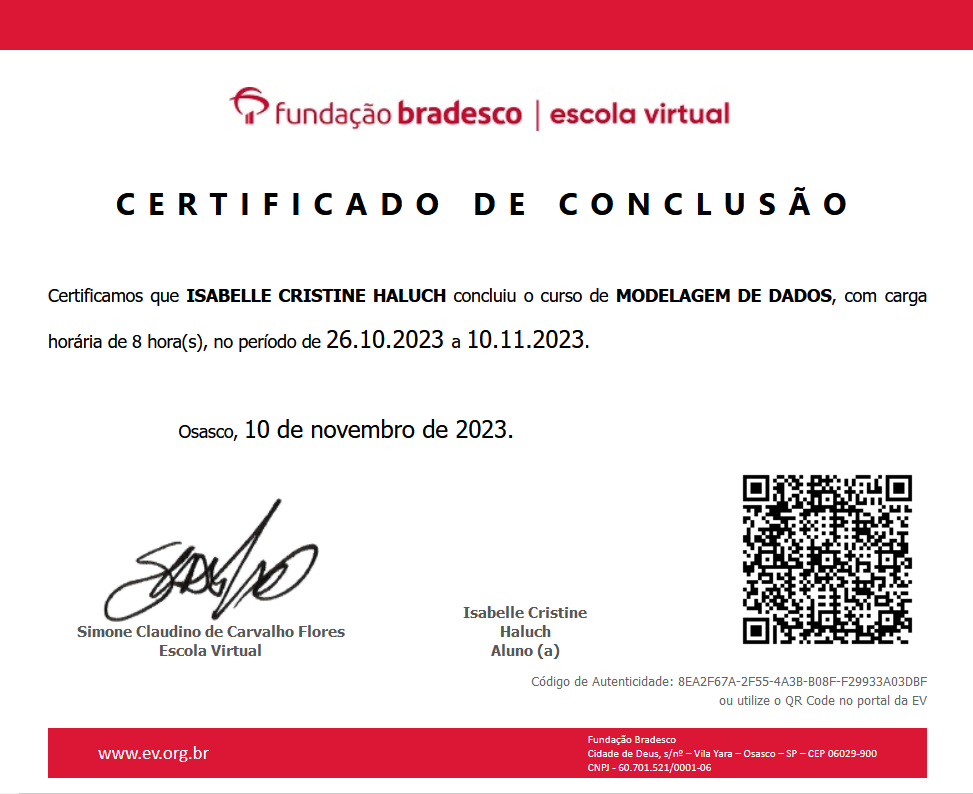 fundação bradesco | escola virtual
CERTIFICADO DE CONCLUSÃO
Certificamos que ISABELLE CRISTINE HALUCH concluiu o curso de MODELAGEM DE DADOS, com carga
horária de 8 hora(s), no período de 26.10.2023 a 10.11.2023.
Osasco, 10 de novembro de 2023.
Simone Claudino de Carvalho Flores
Escola Virtual
Isabelle Cristine
Haluch
Aluno (a)
Código de Autenticidade: 8EA2F67A-2F55-4A3B-B08F-F29933A03DBF
ou utilize o QR Code no portal da EV
www.ev.org.br
Fundação Bradesco
Cidade de Deus, s/nº – Vila Yara – Osasco – SP – CEP 06029-900
CNPJ - 60.701.521/0001-06